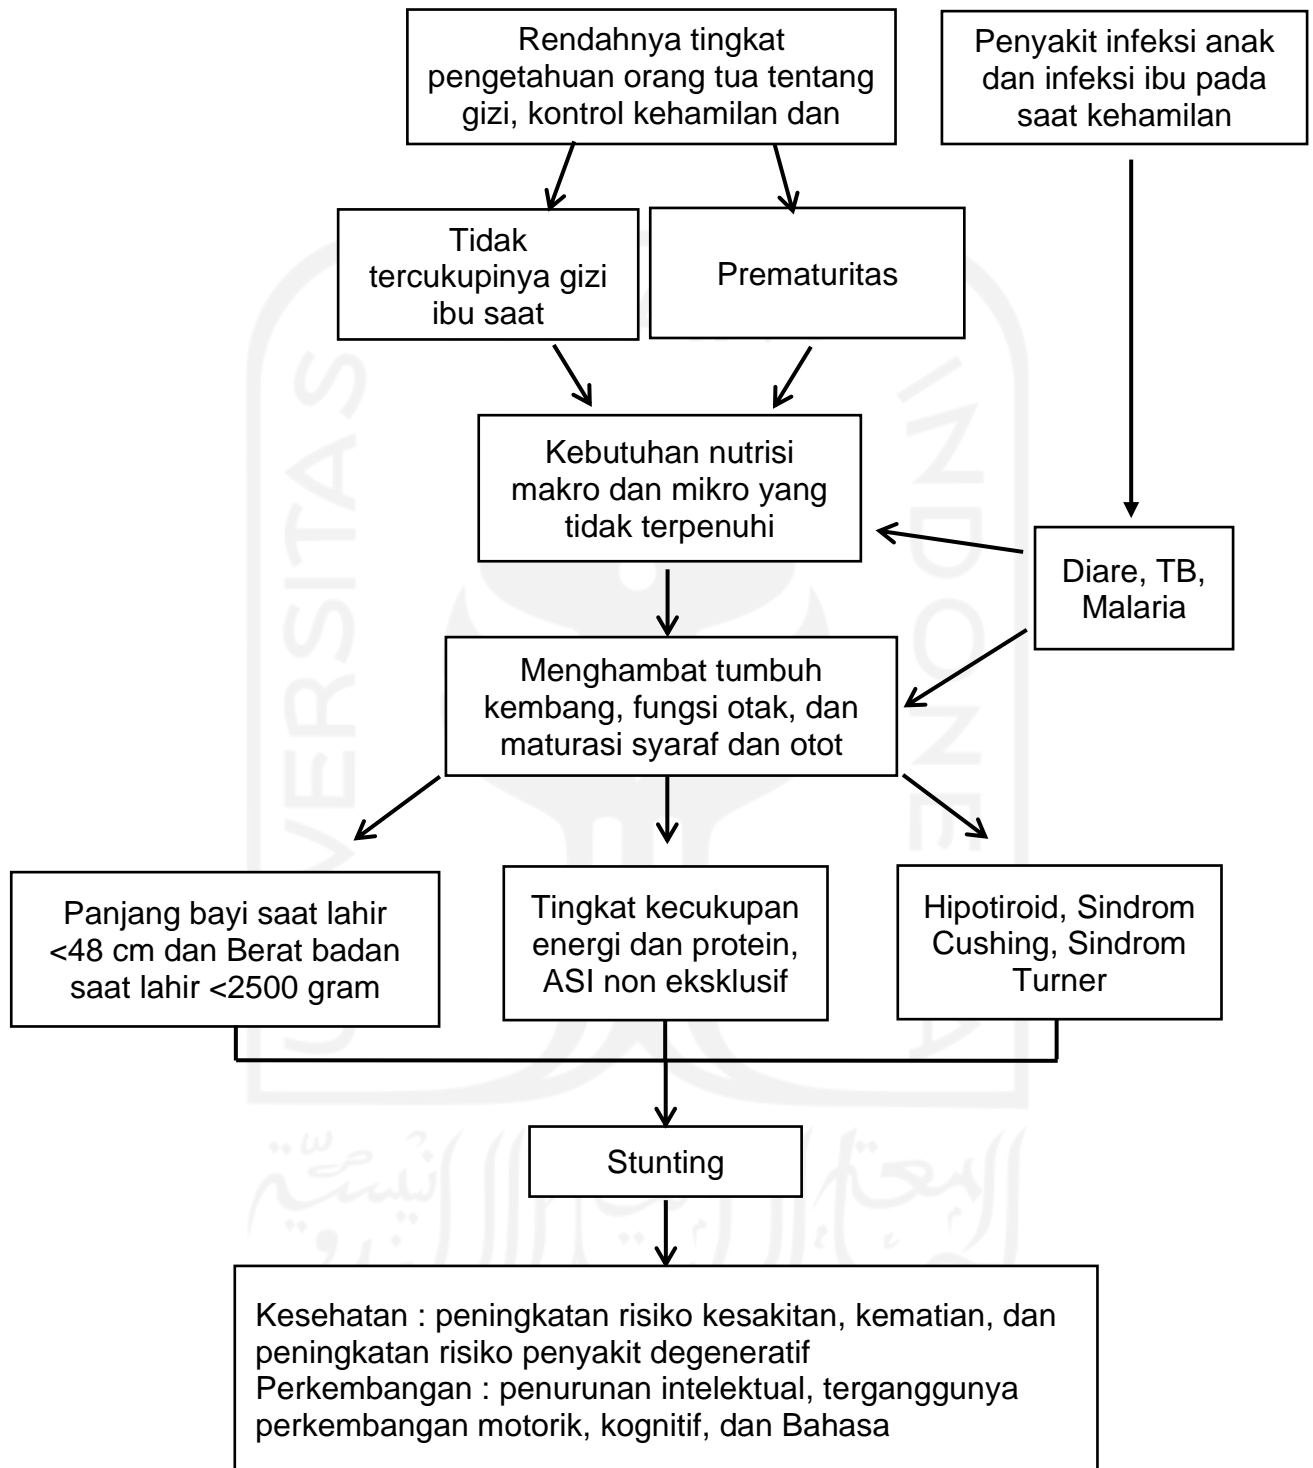 Rendahnya tingkat
pengetahuan orang tua tentang
gizi, kontrol kehamilan dan
Penyakit infeksi anak
dan infeksi ibu pada
saat kehamilan
Tidak
tercukupinya gizi
ibu saat
Prematuritas
Kebutuhan nutrisi
makro dan mikro yang
tidak terpenuhi
Diare, TB,
Malaria
Menghambat tumbuh
kembang, fungsi otak, dan
maturasi syaraf dan otot
Panjang bayi saat lahir
<48 cm dan Berat badan
saat lahir <2500 gram
Tingkat kecukupan
energi dan protein,
ASI non eksklusif
Hipotiroid, Sindrom
Cushing, Sindrom
Turner
Stunting
Kesehatan : peningkatan risiko kesakitan, kematian, dan
peningkatan risiko penyakit degeneratif
Perkembangan : penurunan intelektual, terganggunya
perkembangan motorik, kognitif, dan Bahasa